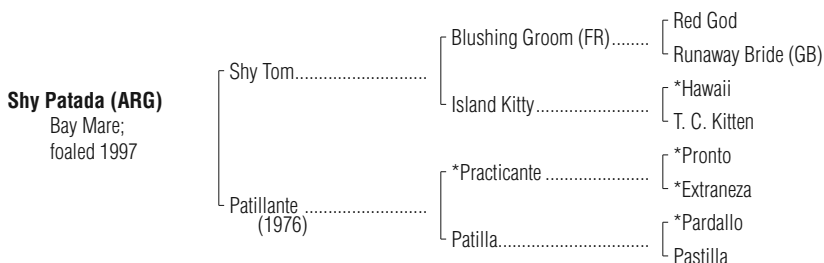 Shy Patada (ARG)
Bay Mare;
foaled 1997
Shy Tom..................................
Patillante ................................
(1976)
Blushing Groom (FR)........
Island Kitty..............................
*Practicante ...........................
Patilla.......................................
Red God
Runaway Bride (GB)
*Hawaii
T. C. Kitten
*Pronto
*Extraneza
*Pardallo
Pastilla